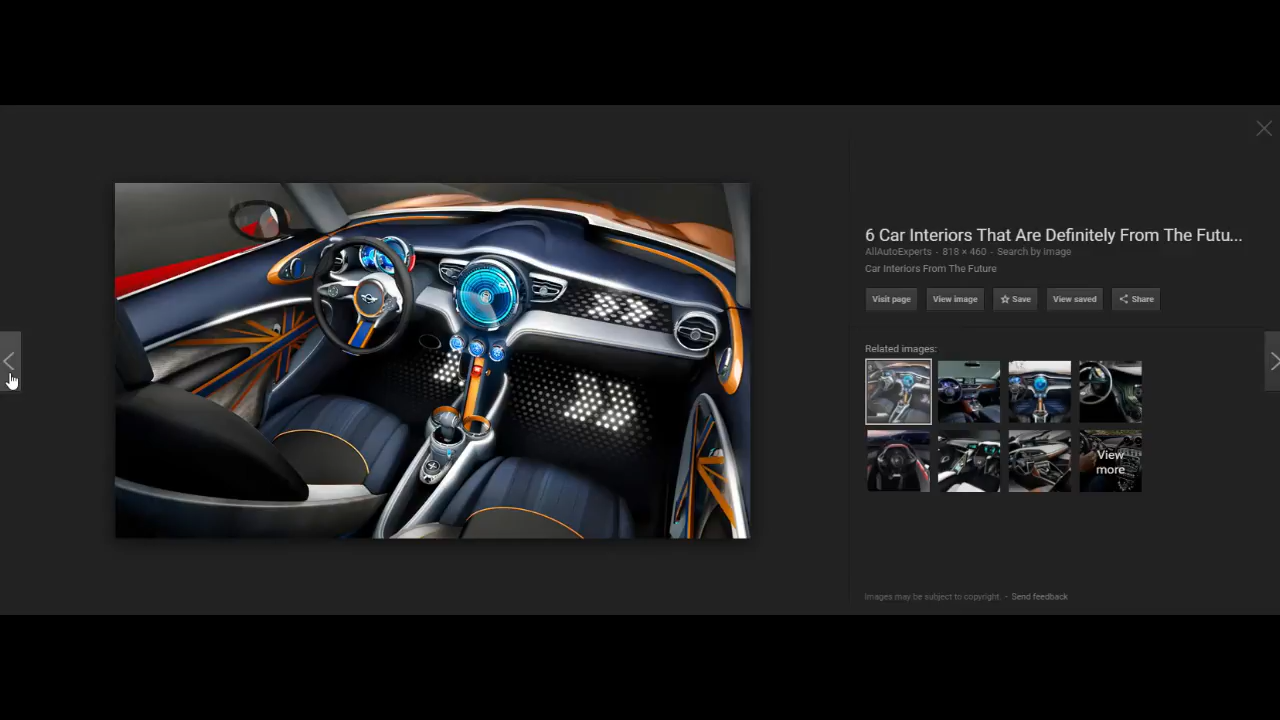 6 Car Interiors That Are Definitely From The Futu...
AllAutoExperts - 818 × 460 - Search by Image
Car Interiors From The Future
Visit page View image Save View saved Share
Related images:
View more
Images may be subject to copyright. - Send feedback